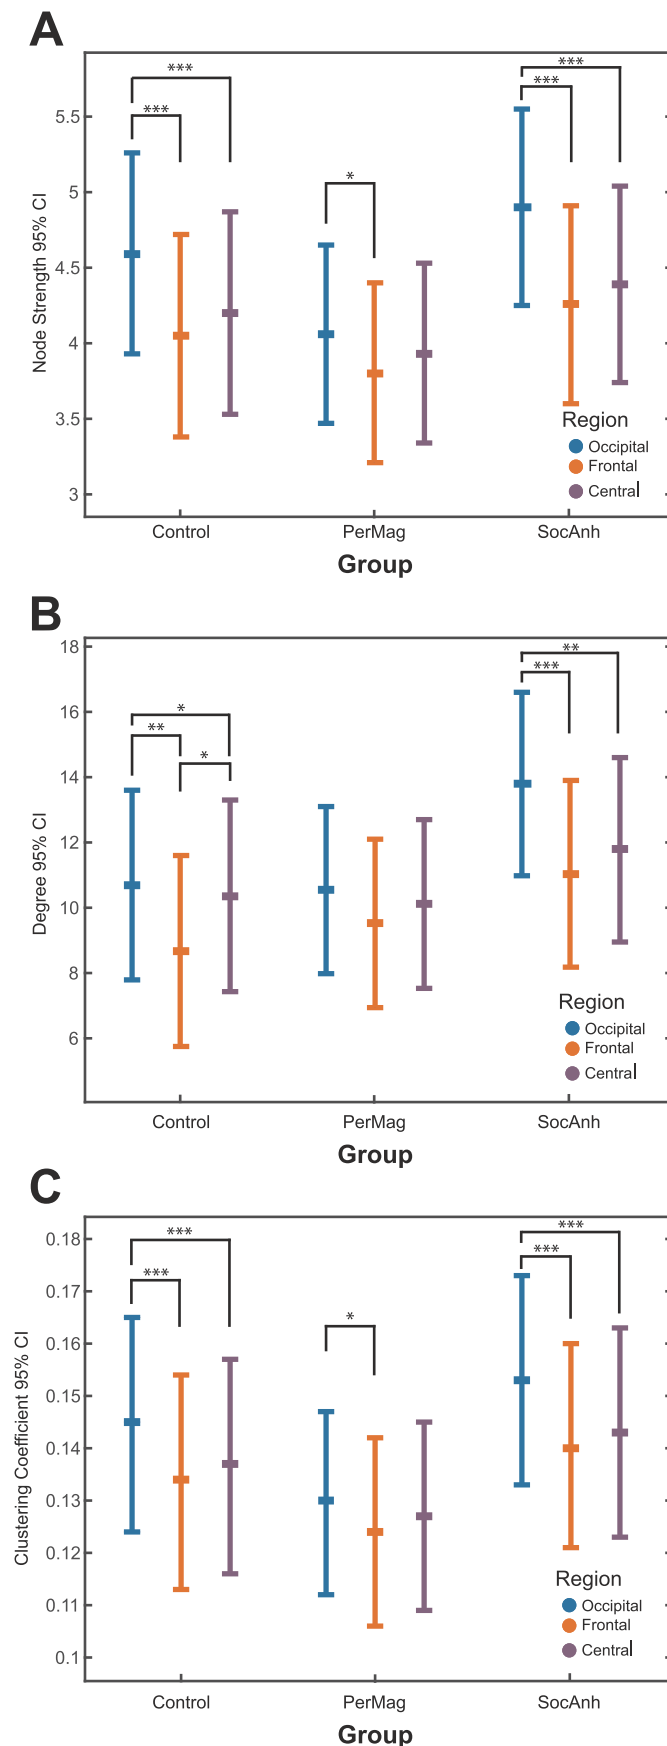 A
***
***
***
***
*
5.5
5
4.5
4
3.5
3
Node Strength 95% CI
Region
Occipital
Frontal
Central
Control PerMag SocAnh
Group
B
18
16
14
12
10
8
6
**
***
*
**
*
Degree 95% CI
Region
Occipital
Frontal
Central
Control PerMag SocAnh
Group
C
0.18
0.17
0.16
0.15
0.14
0.13
0.12
0.11
0.1
***
***
***
***
*
Clustering Coefficient 95% CI
Region
Occipital
Frontal
Central
Control PerMag SocAnh
Group